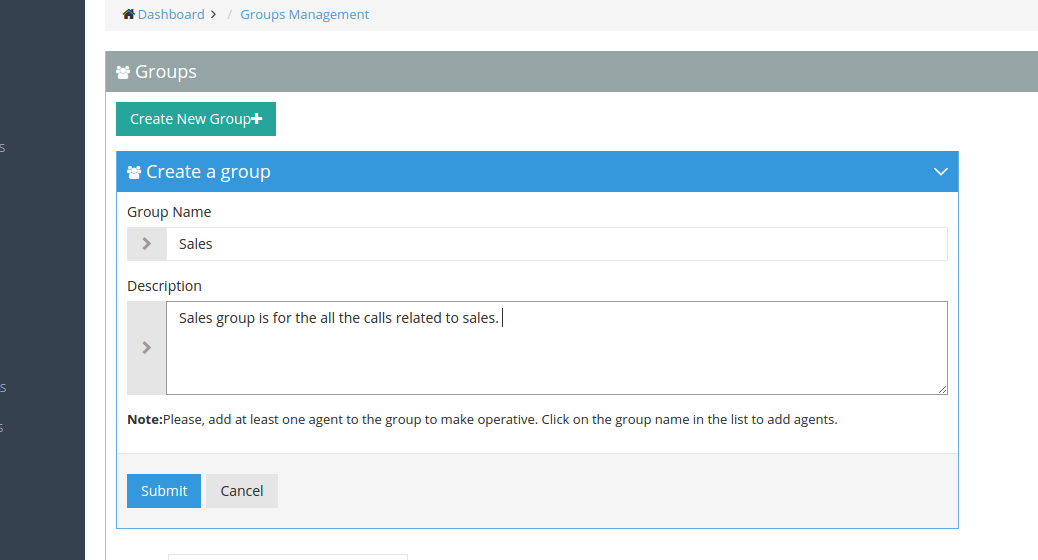 Dashboard > / Groups Management
Groups
Create New Group+
s
Create a group
Group Name
Sales
Description
Sales group is for the all the calls related to sales.
Note:Please, add at least one agent to the group to make operative. Click on the group name in the list to add agents.
s
s
Submit
Cancel